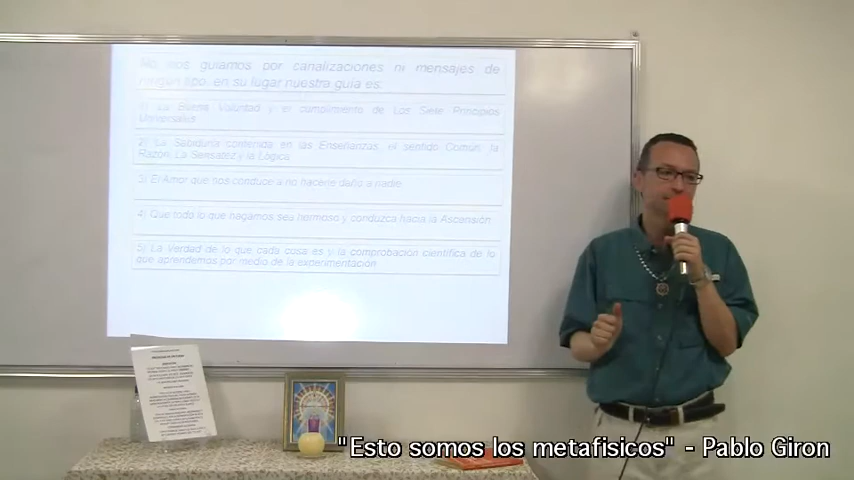 No nos guiamos por canalizaciones ni mensajes de
ningún tipo, en su lugar nuestra guía es:
1) La Buena Voluntad y el cumplimiento de Los Siete Principios
Universales.
2) La Sabiduría contenida en las Enseñanzas, el sentido Común, la
Razón, La Sensatez y la Lógica.
3) El Amor que nos conduce a no hacerle daño a nadie.
4) Que todo lo que hagamos sea hermoso y conduzca hacia la Ascensión.
5) La Verdad de lo que cada cosa es y la comprobación científica de lo
que aprendemos por medio de la experimentación.
"Esto somos los metafisicos" - Pablo Giron